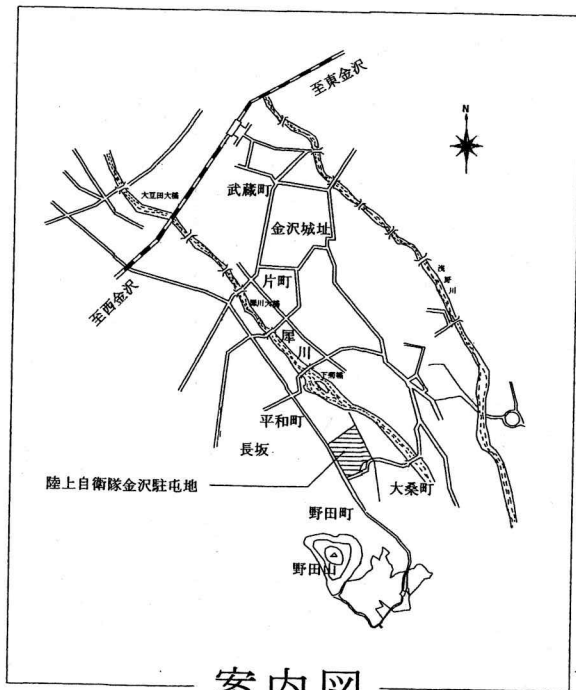 至東金沢
N
大豆田大橋
武蔵町
金沢城址
浅野川
至西金沢
片町
犀川大橋
犀川
下菊橋
平和町
長坂
陸上自衛隊金沢駐屯地
大桑町
野田町
野田山
案内図